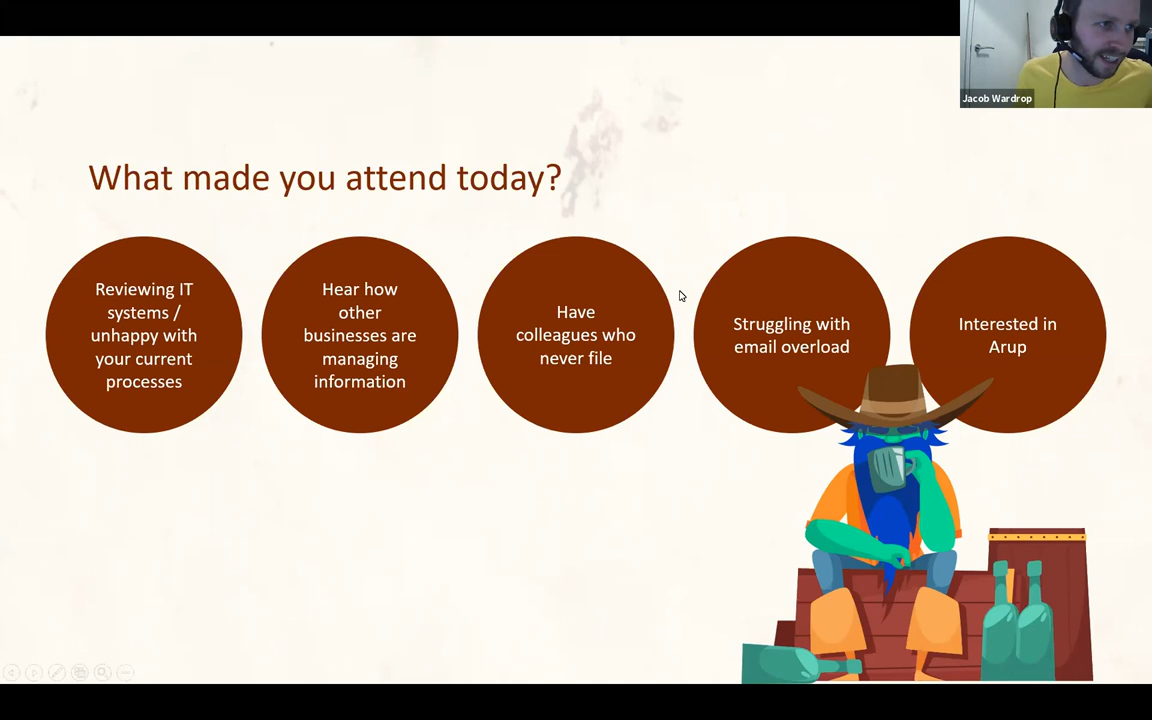 Jacob Wardrop
What made you attend today?
Reviewing IT
systems /
unhappy with
your current
processes
Hear how
other
businesses are
managing
information
Have
colleagues who
never file
Struggling with
email overload
Interested in
Arup